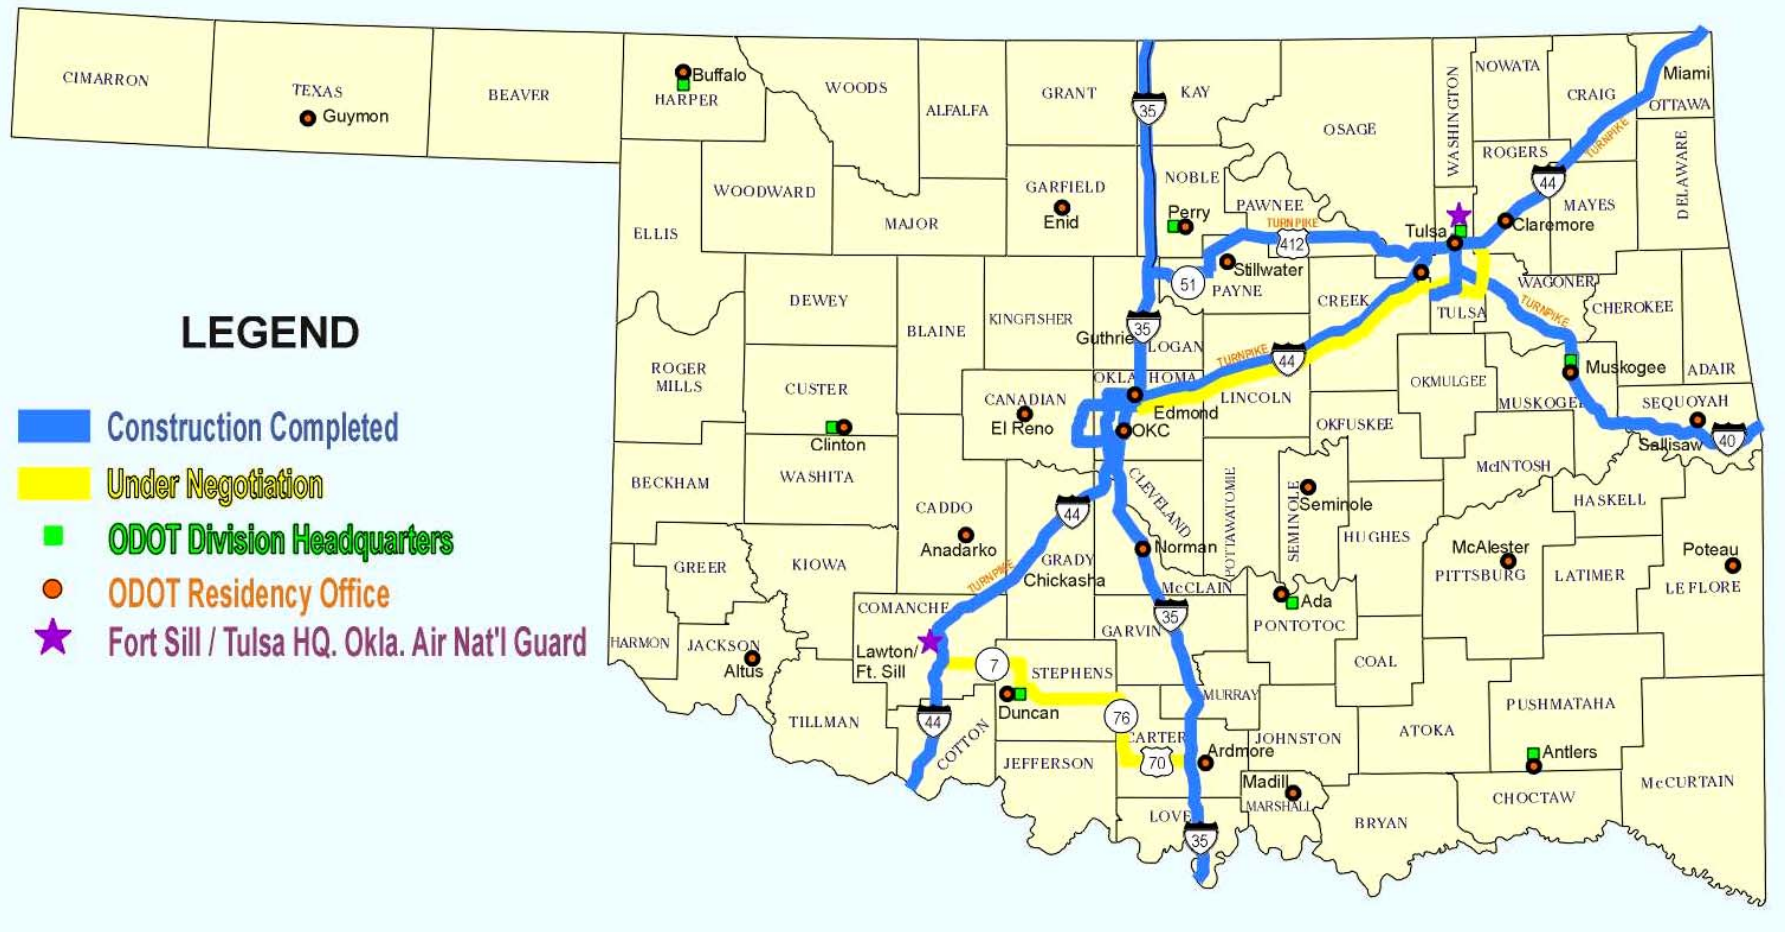 CIMARRON
TEXAS
Guymon
BEAVER
Buffalo
HARPER
WOODS
ALFALFA
GRANT
35
KAY
OSAGE
WASHINGTON
NOWATA
CRAIG
Miami
OTTAWA
TURNPIKE
ROGERS
DELAWARE
44
MAYES
WOODWARD
GARFIELD
Enid
NOBLE
Perry
PAWNEE
TURNPIKE
412
Tulsa
Claremore
ELLIS
MAJOR
Stillwater
51
PAYNE
CREEK
WAGONER
CHEROKEE
TURNPIKE
TULSA
DEWEY
BLAINE
KINGFISHER
Guthrie
35
LOGAN
LEGEND
ROGER
MILLS
CUSTER
Clinton
CANADIAN
El Reno
OKLAHOMA
Edmond
OKC
TURNPIKE
44
LINCOLN
OKMULGEE
OKFUSKEE
Muskogee
MUSKOGEE
ADAIR
SEQUOYAH
Sallisaw
40
Construction Completed
Under Negotiation
ODOT Division Headquarters
ODOT Residency Office
Fort Sill / Tulsa HQ. Okla. Air Nat'l Guard
BECKHAM
WASHITA
CADDO
Anadarko
44
CLEVELAND
POTTAWATOMIE
SEMINOLE
Seminole
HUGHES
McINTOSH
HASKELL
GREER
KIOWA
TURNPIKE
GRADY
Chickasha
Norman
McCLAIN
McAlester
PITTSBURG
LATIMER
Poteau
LEFLORE
COMANCHE
35
GARVIN
Ada
PONTOTOC
HARMON
JACKSON
Altus
Lawton/
Ft. Sill
7
STEPHENS
Duncan
COAL
MURRAY
TILLMAN
44
COTTON
76
CARTER
70
Ardmore
JOHNSTON
ATOKA
PUSHMATAHA
Antlers
JEFFERSON
Madill
MARSHALL
LOVE
35
BRYAN
CHOCTAW
McCURTAIN